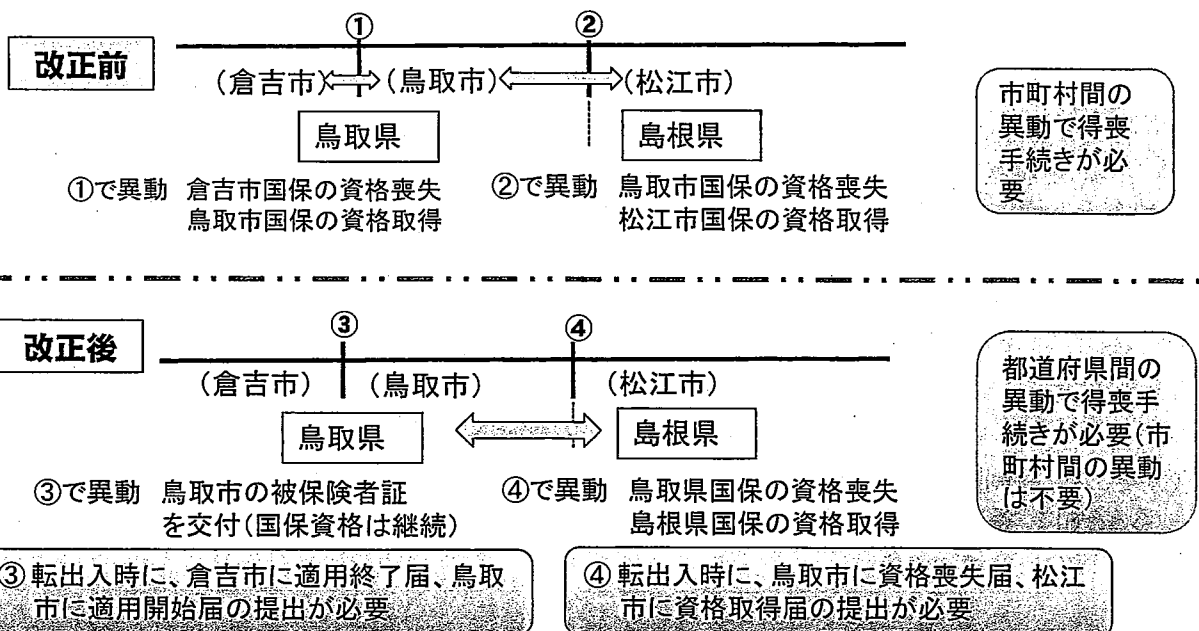 ① ②
改正前
(倉吉市) (鳥取市) (松江市)
鳥取県 島根県
①で異動 倉吉市国保の資格喪失
鳥取市国保の資格取得
②で異動 鳥取市国保の資格喪失
松江市国保の資格取得
市町村間の
異動で得喪
手続きが必
要
③ ④
改正後
(倉吉市) (鳥取市) (松江市)
鳥取県 島根県
③で異動 鳥取市の被保険者証
を交付(国保資格は継続)
④で異動 鳥取県国保の資格喪失
島根県国保の資格取得
都道府県間の
異動で得喪手
続きが必要(市
町村間の異動
は不要)
③ 転出入時に、倉吉市に適用終了届、鳥取
市に適用開始届の提出が必要
④ 転出入時に、鳥取市に資格喪失届、松江
市に資格取得届の提出が必要